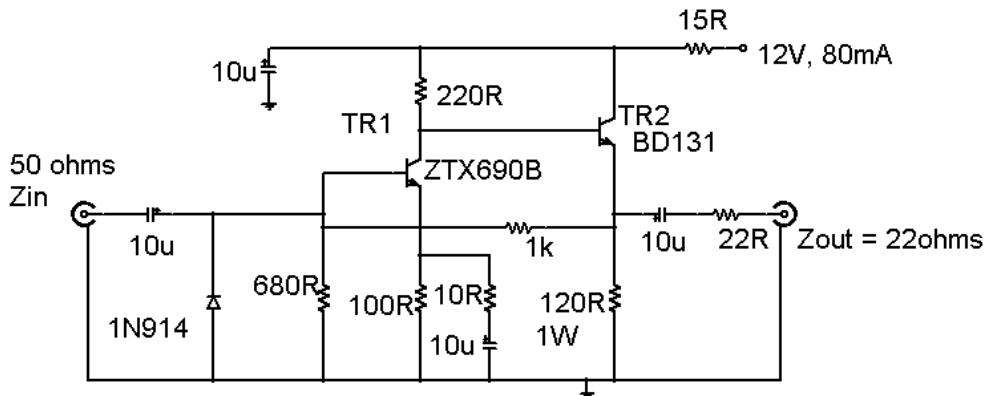 15R
12V, 80mA
10u
220R
TR1
TR2
BD131
ZTX690B
50 ohms
Zin
10u
1k
10u
22R
Zout = 22ohms
680R
100R
10R
120R
1W
1N914
10u